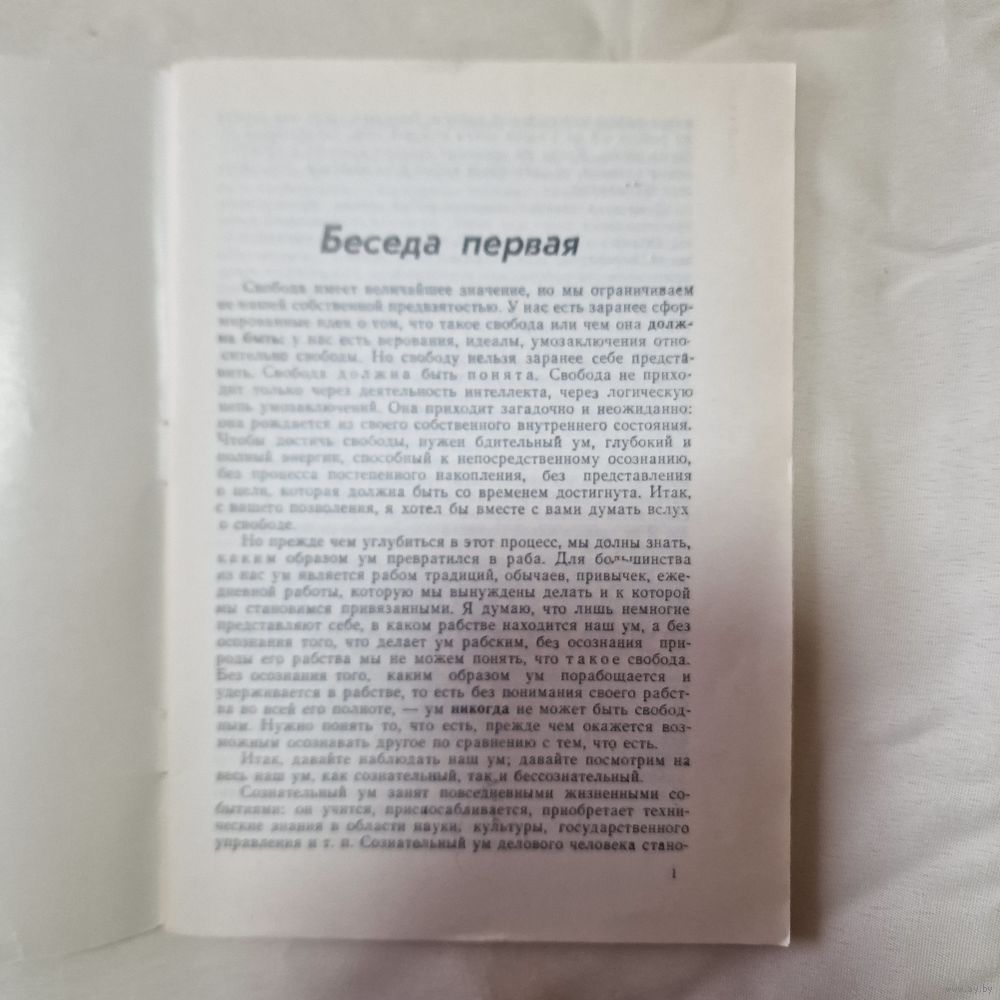 Беседа первая
Свобода имеет величайшее значение, но мы ограничиваем
ее нашей собственной предвзятостью. У нас есть заранее сфор-
мированные идеи о том, что такое свобода или чем она долж-
на быть; у нас есть верования, идеалы, умозаключения отно-
сительно свободы. Но свободу нельзя заранее себе предста-
вить. Свобода должна быть понята. Свобода не прихо-
дит только через деятельность интеллекта, через логическую
цепь умозаключений. Она приходит загадочно и неожиданно:
она рождается из своего собственного внутреннего состояния.
Чтобы достичь свободы, нужен бдительный ум, глубокий и
полный энергии, способный к непосредственному осознанию,
без процесса постепенного накопления, без представления
о цели, которая должна быть со временем достигнута. Итак,
с вашего позволения, я хотел бы вместе с вами думать вслух
о свободе.
Но прежде чем углубиться в этот процесс, мы долны знать,
каким образом ум превратился в раба. Для большинства
из нас ум является рабом традиций, обычаев, привычек, еже-
дневной работы, которую мы вынуждены делать и к которой
мы становимся привязанными. Я думаю, что лишь немногие
представляют себе, в каком рабстве находится наш ум, а без
осознания того, что делает ум рабским, без осознания при-
роды его рабства мы не можем понять, что такое свобода.
Без осознания того, каким образом ум порабощается и
удерживается в рабстве, то есть без понимания своего рабст-
ва во всей его полноте, — ум никогда не может быть свобод-
ным. Нужно понять то, что есть, прежде чем окажется воз-
можным осознавать другое по сравнению с тем, что есть.
Итак, давайте наблюдать наш ум; давайте посмотрим на
весь наш ум, как сознательный, так и бессознательный.
Сознательный ум занят повседневными жизненными со-
бытиями: он учится, приспосабливается, приобретает техни-
ческие знания в области науки, культуры, государственного
управления и т. п. Сознательный ум делового человека стано-
1
www.ay.by